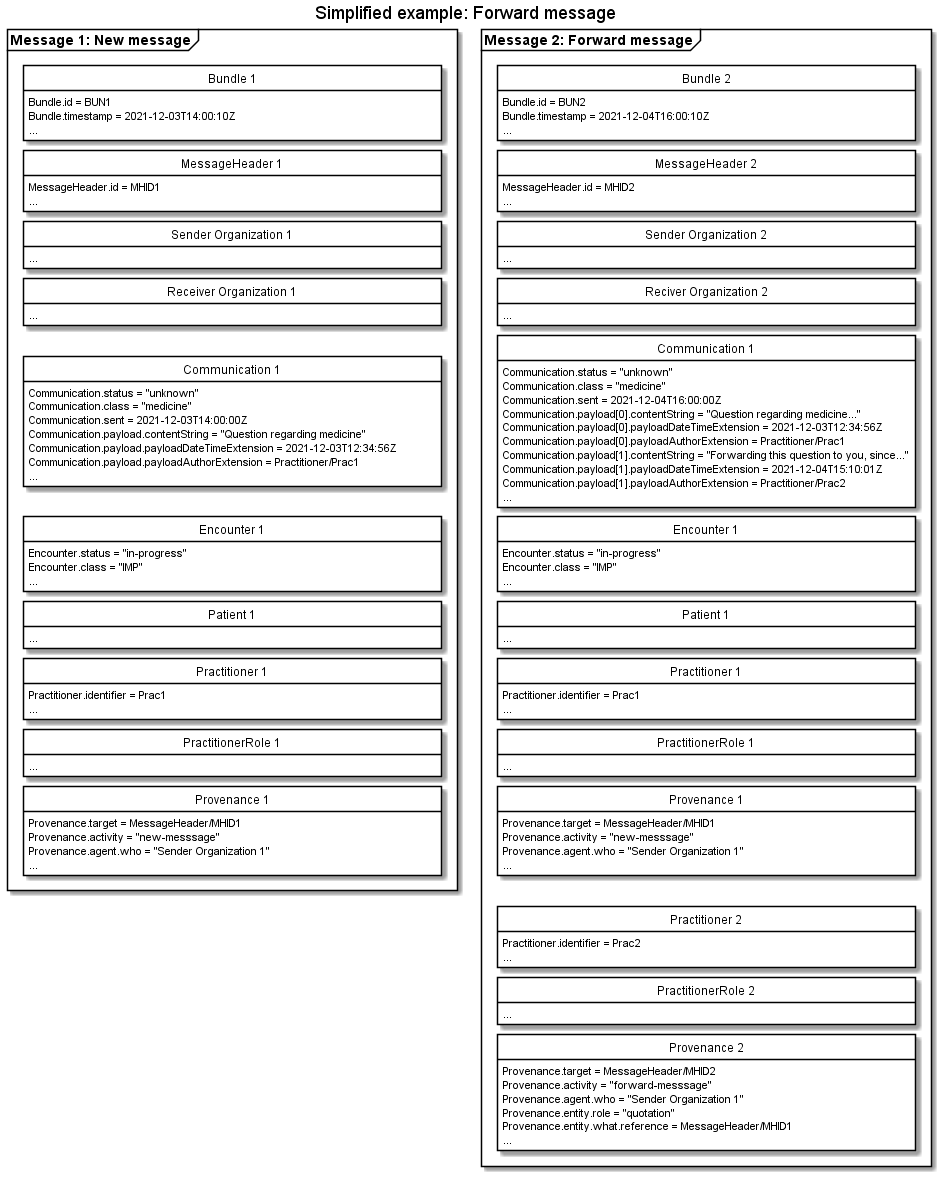 Simplified example: Forward message
Message 1: New message
Bundle 1
Bundle.id = BUN1
Bundle.timestamp = 2021-12-03T14:00:10Z
...
MessageHeader 1
MessageHeader.id = MHID1
...
Sender Organization 1
...
Receiver Organization 1
...
Communication 1
Communication.status = "unknown"
Communication.class = "medicine"
Communication.sent = 2021-12-03T14:00:00Z
Communication.payload.contentString = "Question regarding medicine"
Communication.payload.payloadDateTimeExtension = 2021-12-03T12:34:56Z
Communication.payload.payloadAuthorExtension = Practitioner/Prac1
...
Encounter 1
Encounter.status = "in-progress"
Encounter.class = "IMP"
...
Patient 1
...
Practitioner 1
Practitioner.identifier = Prac1
...
PractitionerRole 1
...
Provenance 1
Provenance.target = MessageHeader/MHID1
Provenance.activity = "new-messsage"
Provenance.agent.who = "Sender Organization 1"
...
Message 2: Forward message
Bundle 2
Bundle.id = BUN2
Bundle.timestamp = 2021-12-04T16:00:10Z
...
MessageHeader 2
MessageHeader.id = MHID2
...
Sender Organization 2
...
Reciver Organization 2
...
Communication 1
Communication.status = "unknown"
Communication.class = "medicine"
Communication.sent = 2021-12-04T16:00:00Z
Communication.payload[0].contentString = "Question regarding medicine..."
Communication.payload[0].payloadDateTimeExtension = 2021-12-03T12:34:56Z
Communication.payload[0].payloadAuthorExtension = Practitioner/Prac1
Communication.payload[1].contentString = "Forwarding this question to you, since..."
Communication.payload[1].payloadDateTimeExtension = 2021-12-04T15:10:01Z
Communication.payload[1].payloadAuthorExtension = Practitioner/Prac2
...
Encounter 1
Encounter.status = "in-progress"
Encounter.class = "IMP"
...
Patient 1
...
Practitioner 1
Practitioner.identifier = Prac1
...
PractitionerRole 1
...
Provenance 1
Provenance.target = MessageHeader/MHID1
Provenance.activity = "new-messsage"
Provenance.agent.who = "Sender Organization 1"
...
Practitioner 2
Practitioner.identifier = Prac2
...
PractitionerRole 2
...
Provenance 2
Provenance.target = MessageHeader/MHID2
Provenance.activity = "forward-messsage"
Provenance.agent.who = "Sender Organization 1"
Provenance.entity.role = "quotation"
Provenance.entity.what.reference = MessageHeader/MHID1
...